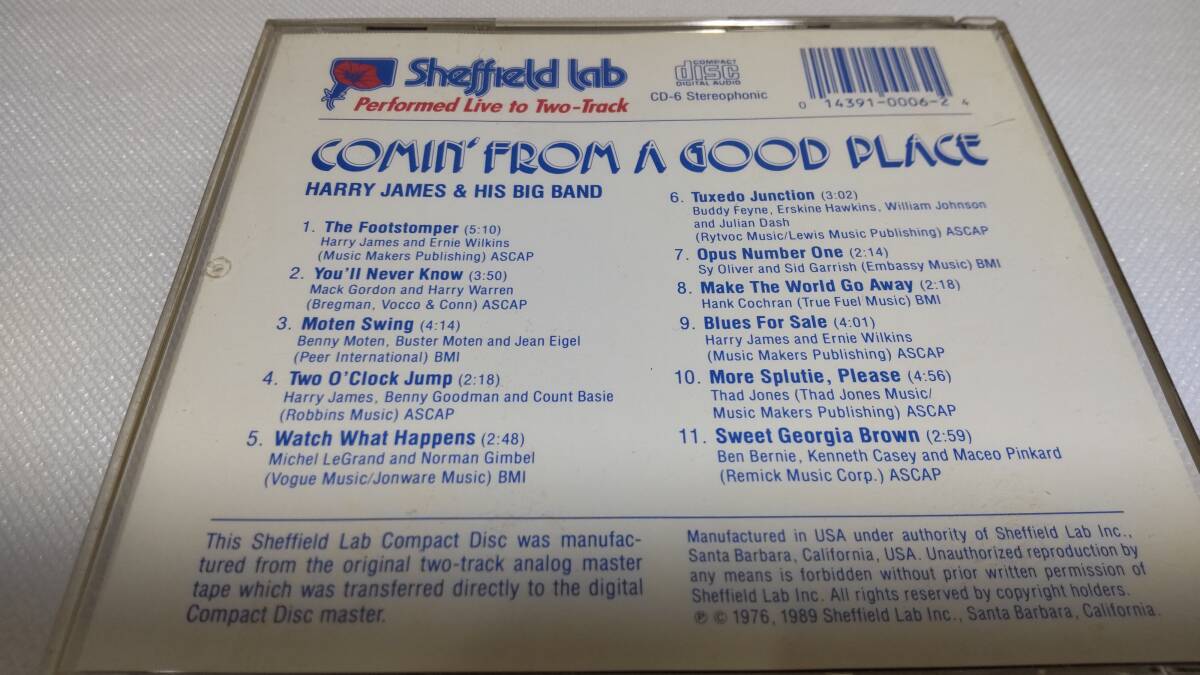 Sheffield Lab
Performed Live to Two-Track
COMPACT
disc
DIGITAL AUDIO
CD-6 Stereophonic
0 14391-0006-2 4
COMIN' FROM A GOOD PLACE
HARRY JAMES & HIS BIG BAND
1. The Footstomper (5:10)
Harry James and Ernie Wilkins
(Music Makers Publishing) ASCAP
2. You'll Never Know (3:50)
Mack Gordon and Harry Warren
(Bregman, Vocco & Conn) ASCAP
3. Moten Swing (4:14)
Benny Moten, Buster Moten and Jean Eigel
(Peer International) BMI
4. Two O'Clock Jump (2:18)
Harry James, Benny Goodman and Count Basie
(Robbins Music) ASCAP
5. Watch What Happens (2:48)
Michel LeGrand and Norman Gimbel
(Vogue Music/Jonware Music) BMI
6. Tuxedo Junction (3:02)
Buddy Feyne, Erskine Hawkins, William Johnson
and Julian Dash
(Rytvoc Music/Lewis Music Publishing) ASCAP
7. Opus Number One (2:14)
Sy Oliver and Sid Garrish (Embassy Music) BMI
8. Make The World Go Away (2:18)
Hank Cochran (True Fuel Music) BMI
9. Blues For Sale (4:01)
Harry James and Ernie Wilkins
(Music Makers Publishing) ASCAP
10. More Splutie, Please (4:56)
Thad Jones (Thad Jones Music/
Music Makers Publishing) ASCAP
11. Sweet Georgia Brown (2:59)
Ben Bernie, Kenneth Casey and Maceo Pinkard
(Remick Music Corp.) ASCAP
This Sheffield Lab Compact Disc was manufac-
tured from the original two-track analog master
tape which was transferred directly to the digital
Compact Disc master.
Manufactured in USA under authority of Sheffield Lab Inc.,
Santa Barbara, California, USA. Unauthorized reproduction by
any means is forbidden without prior written permission of
Sheffield Lab Inc. All rights reserved by copyright holders.
℗ © 1976, 1989 Sheffield Lab Inc., Santa Barbara, California.